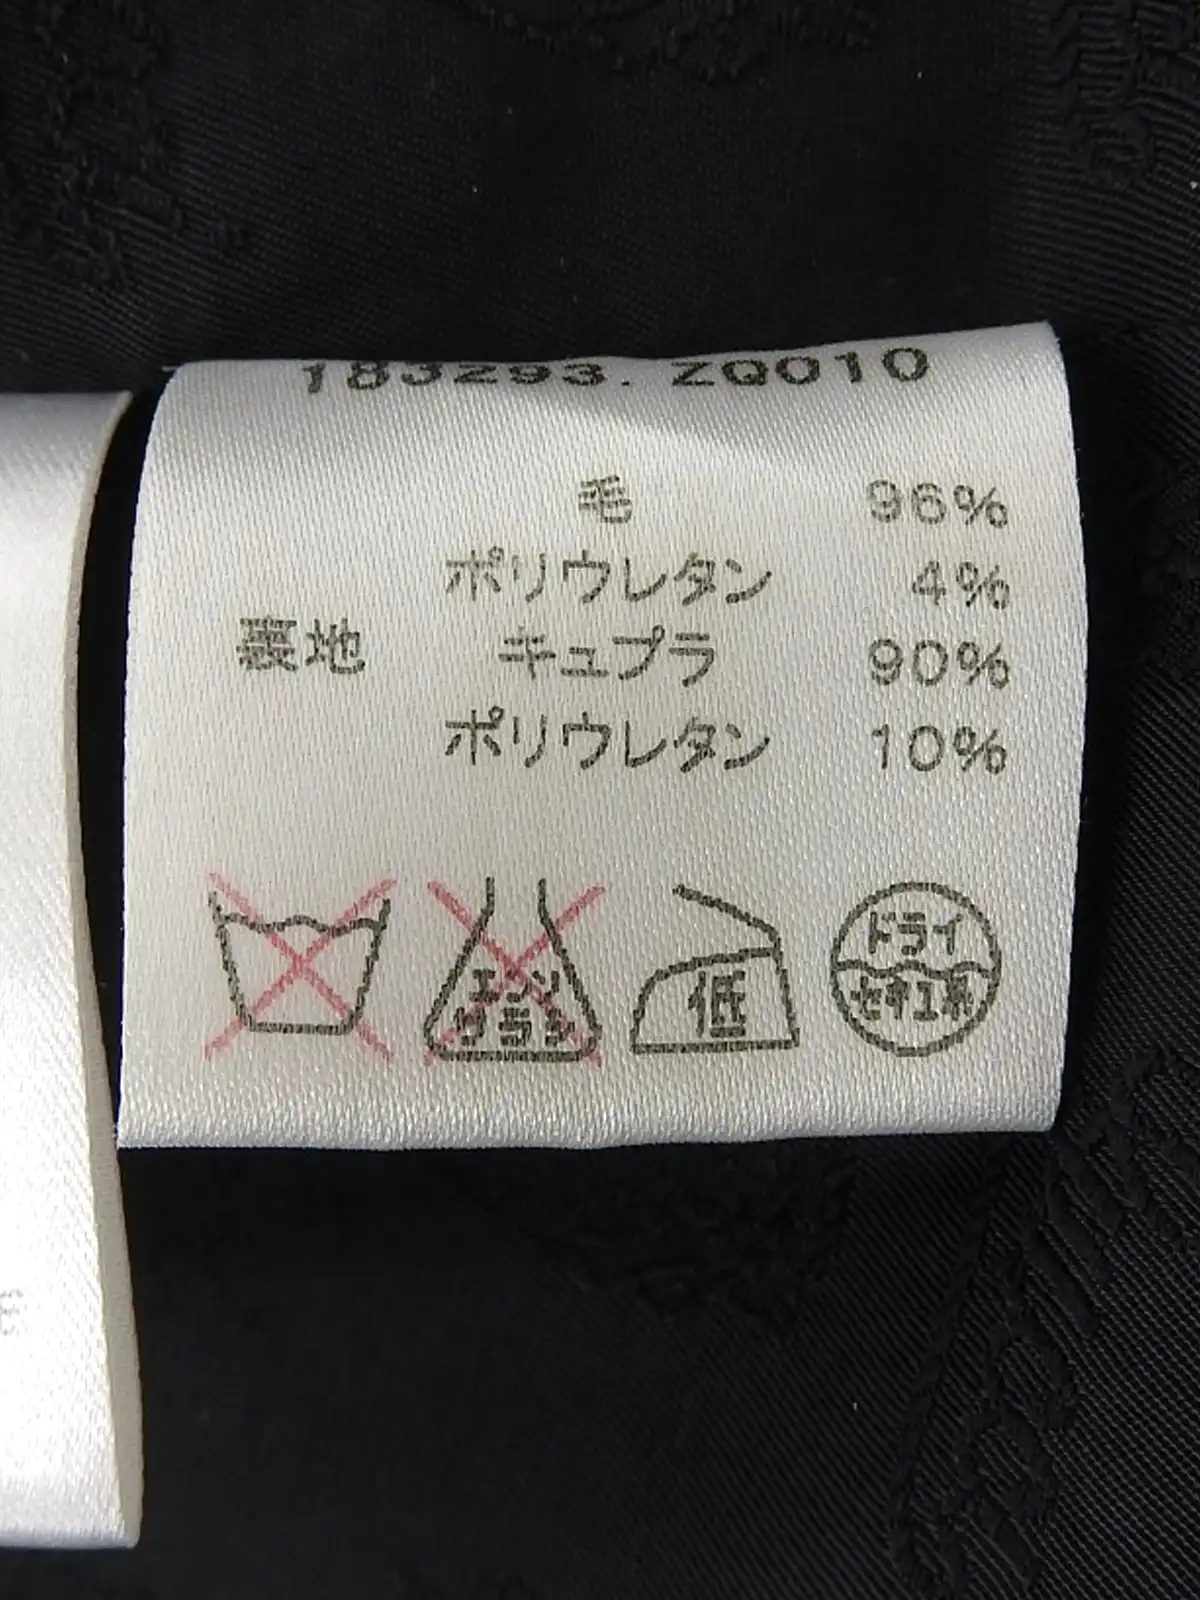 183293. ZQ010
毛 96%
ポリウレタン 4%
裏地 キュプラ 90%
ポリウレタン 10%
エンソ
サラシ
低
ドライ
セキユ系